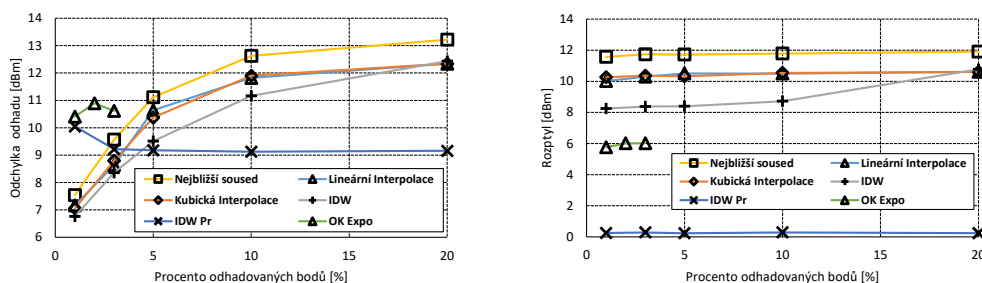 Odchylka odhadu [dBm]
14
13
12
11
10
9
8
7
6
Nejbližší soused
Lineární Interpolace
Kubická Interpolace
IDW
IDW Pr
OK Expo
0 5 10 15 20
Procento odhadovaných bodů [%]
Rozptyl [dBm]
14
12
10
8
6
4
2
0
Nejbližší soused
Lineární Interpolace
Kubická Interpolace
IDW
IDW Pr
OK Expo
0 5 10 15 20
Procento odhadovaných bodů [%]